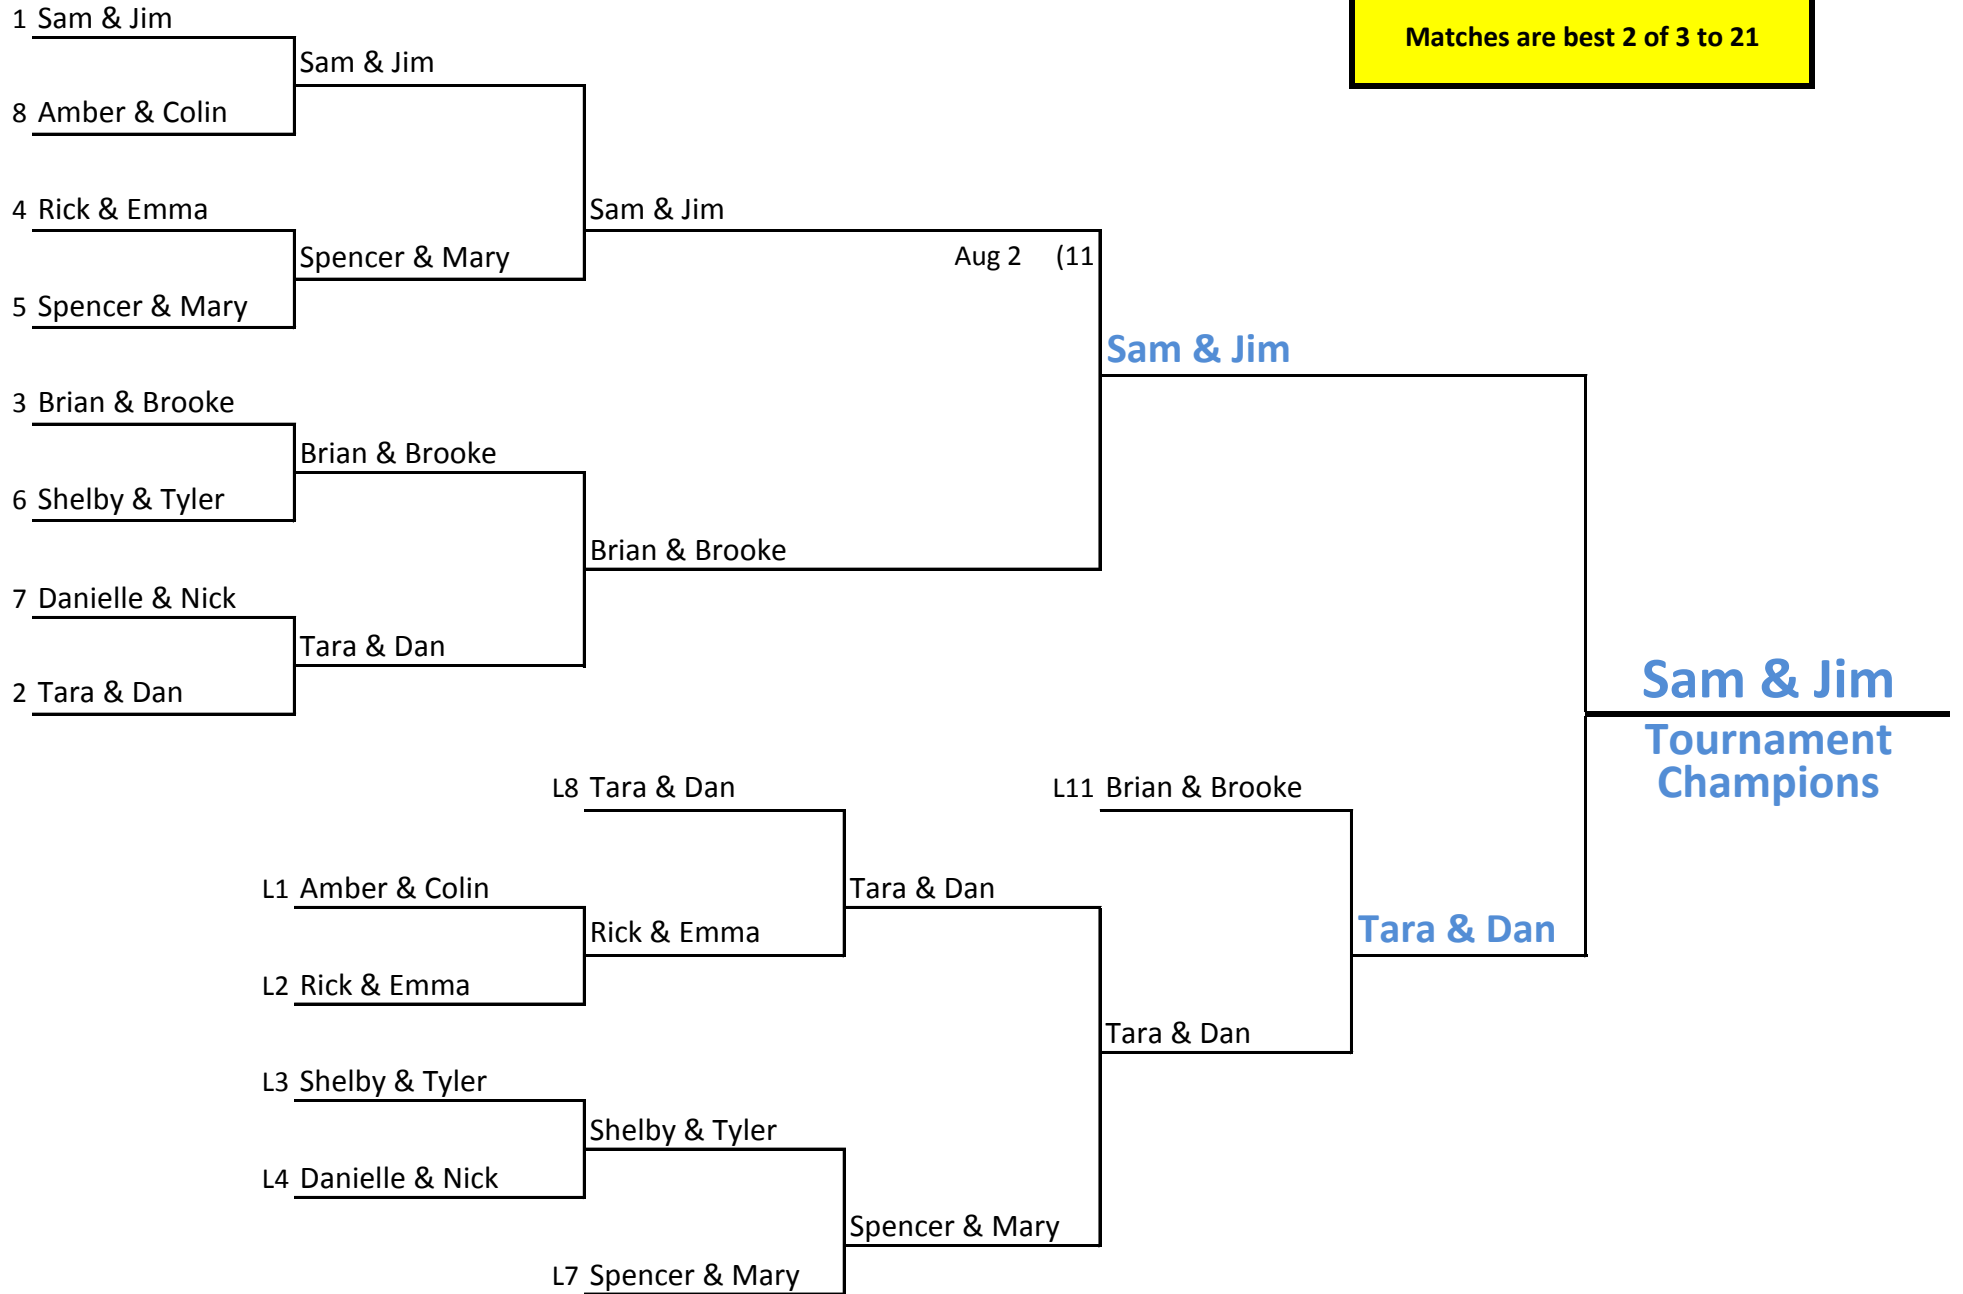 1 Sam & Jim
Matches are best 2 of 3 to 21
Sam & Jim
8 Amber & Colin
4 Rick & Emma
Sam & Jim
Spencer & Mary
Aug 2 (11
5 Spencer & Mary
Sam & Jim
3 Brian & Brooke
Brian & Brooke
6 Shelby & Tyler
Brian & Brooke
7 Danielle & Nick
Tara & Dan
2 Tara & Dan
Sam & Jim
Tournament
Champions
L8 Tara & Dan
L11 Brian & Brooke
L1 Amber & Colin
Tara & Dan
Rick & Emma
Tara & Dan
L2 Rick & Emma
Tara & Dan
L3 Shelby & Tyler
Shelby & Tyler
L4 Danielle & Nick
Spencer & Mary
L7 Spencer & Mary